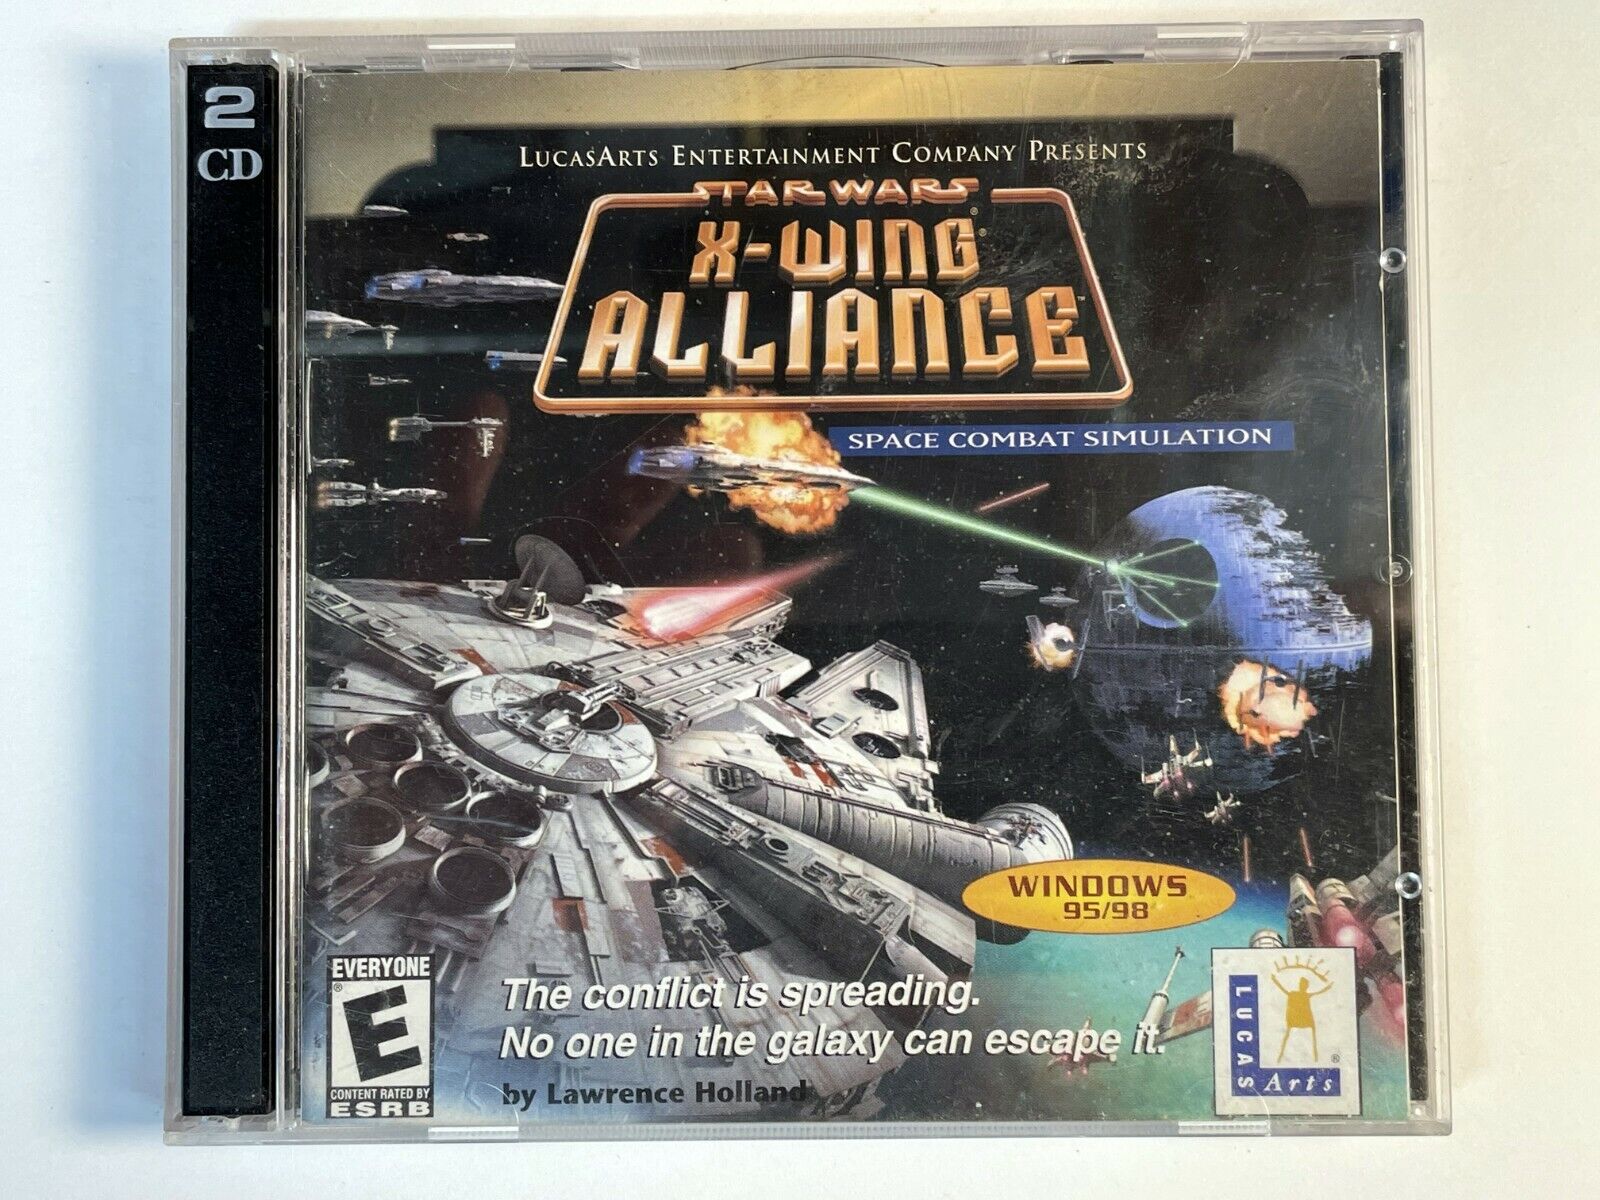 2
CD
LUCASARTS ENTERTAINMENT COMPANY PRESENTS
STAR WARS
X-WING®
ALLIANCE™
SPACE COMBAT SIMULATION
WINDOWS
95/98
The conflict is spreading.
No one in the galaxy can escape it.
by Lawrence Holland
EVERYONE
E
®
CONTENT RATED BY
ESRB
LUCAS
Arts
®